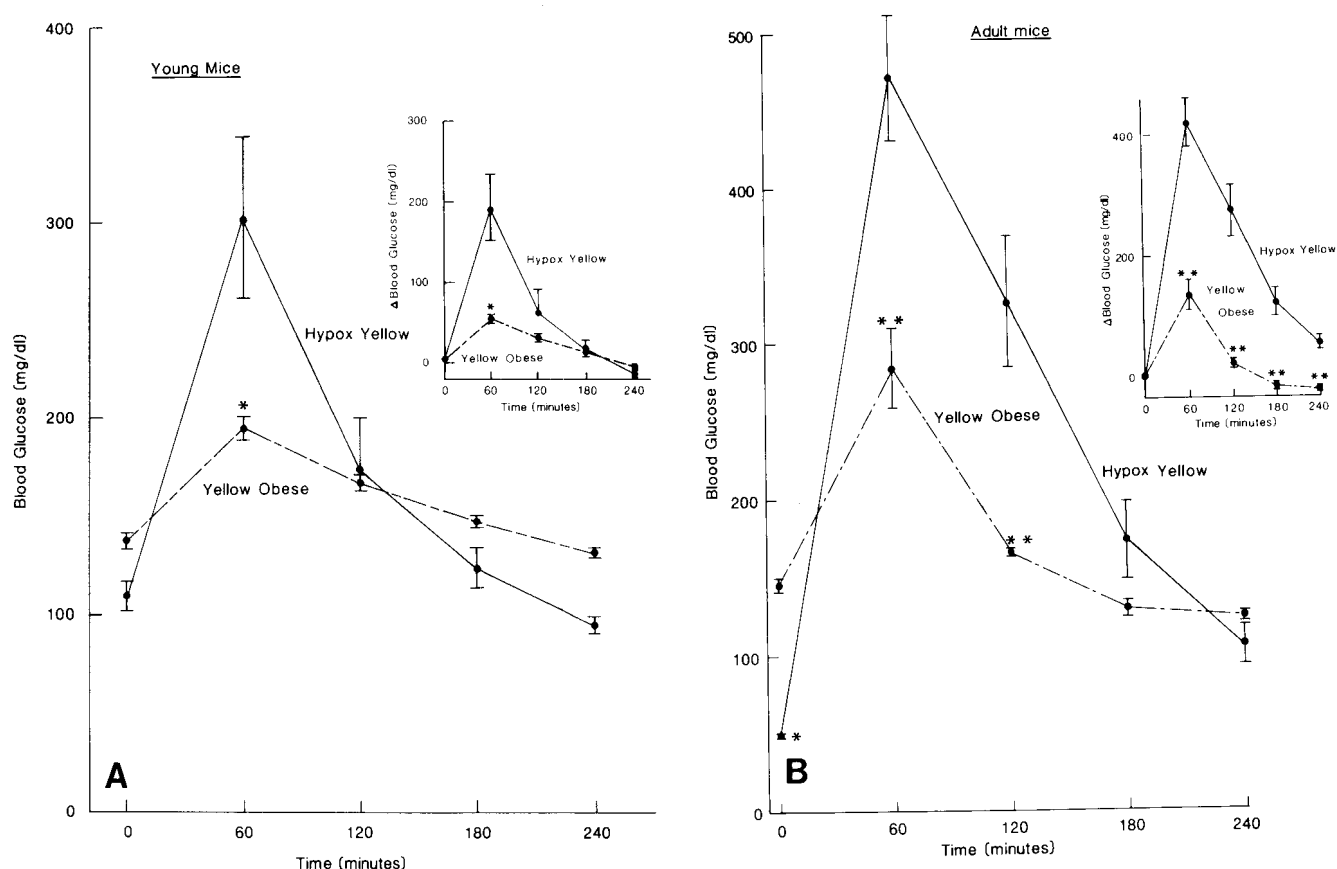 400
300
200
100
0
Blood Glucose (mg/dl)
Young Mice
Hypox Yellow
*
Yellow Obese
A
0 60 120 180 240
Time (minutes)
300
200
100
0
Δ Blood Glucose (mg/dl)
Hypox Yellow
*
Yellow Obese
0 60 120 180 240
Time (minutes)
500
400
300
200
100
0
Blood Glucose (mg/dl)
Adult mice
* *
Yellow Obese
Hypox Yellow
* *
*
B
0 60 120 180 240
Time (minutes)
400
200
0
Δ Blood Glucose (mg/dl)
Hypox Yellow
* *
Yellow
Obese
**
**
**
0 60 120 180 240
Time (minutes)